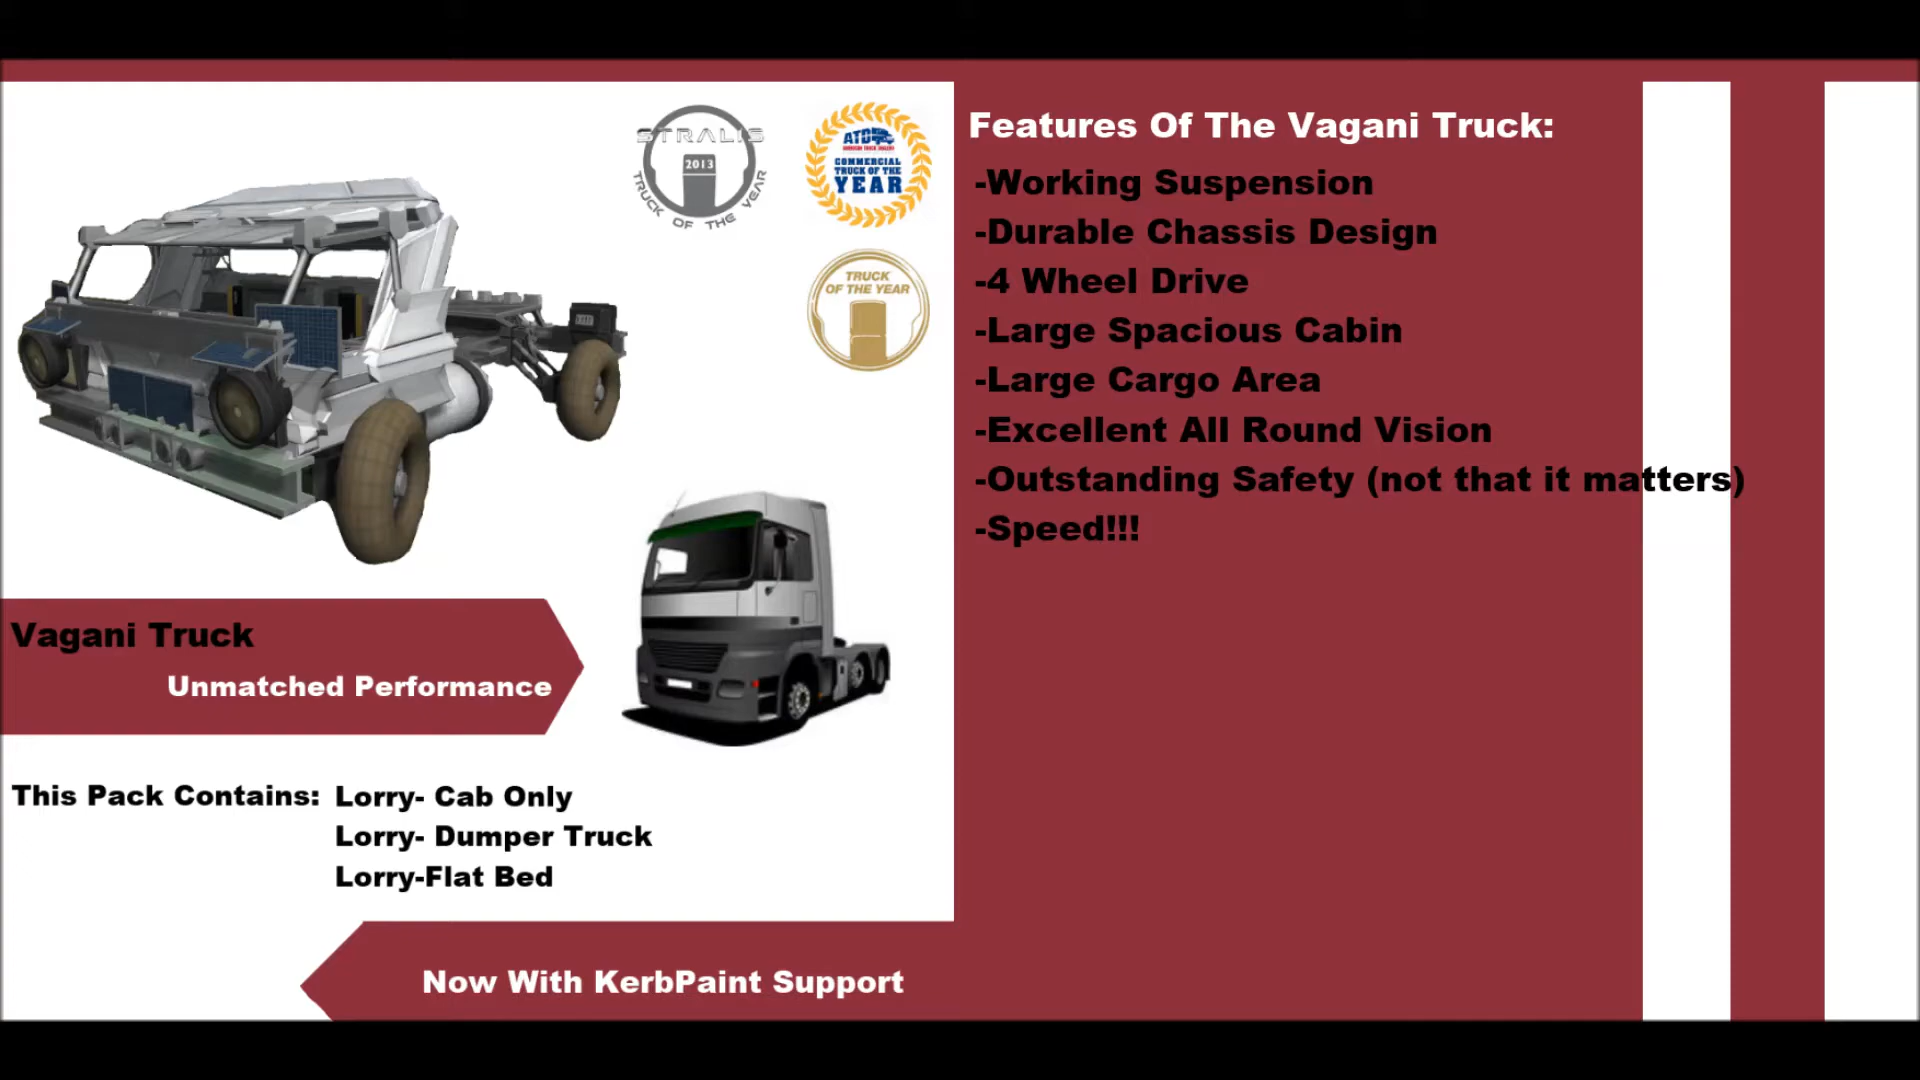 STRALIS
2013
TRUCK OF THE YEAR
ATD
COMMERCIAL
TRUCK OF THE
YEAR
TRUCK
OF THE YEAR
Vagani Truck
Unmatched Performance
This Pack Contains: Lorry- Cab Only
Lorry- Dumper Truck
Lorry-Flat Bed
Now With KerbPaint Support
Features Of The Vagani Truck:
-Working Suspension
-Durable Chassis Design
-4 Wheel Drive
-Large Spacious Cabin
-Large Cargo Area
-Excellent All Round Vision
-Outstanding Safety (not that it matters)
-Speed!!!